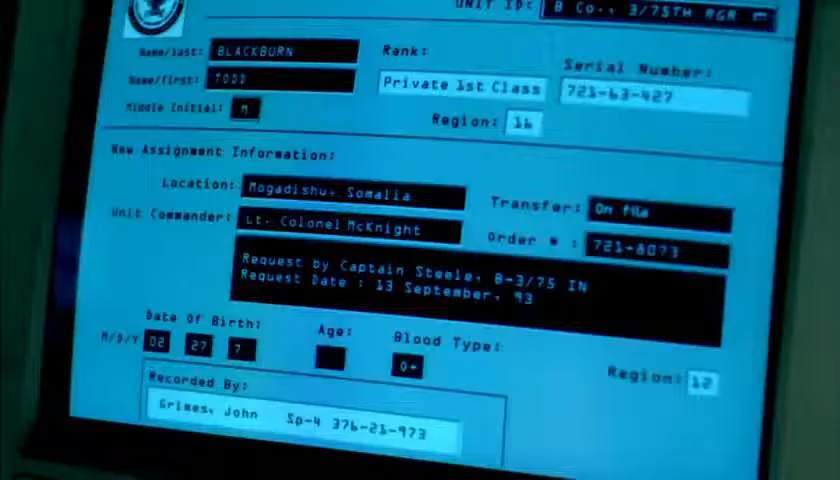 UNIT ID: B Co., 3/75TH RGR
Name/last: BLACKBURN Rank:
Name/first: TODD Private 1st Class
Serial Number:
721-63-427
Middle Initial: M
Region: 16
New Assignment Information:
Location: Mogadishu, Somalia
Transfer: On file
Unit Commander: Lt. Colonel McKnight
Order # : 721-8073
Request by Captain Steele, B-3/75 IN
Request Date : 13 September, 93
Date Of Birth: Age: Blood Type:
M/D/Y 02 27 7 O+
Region: 12
Recorded By:
Grimes, John Sp-4 376-21-973